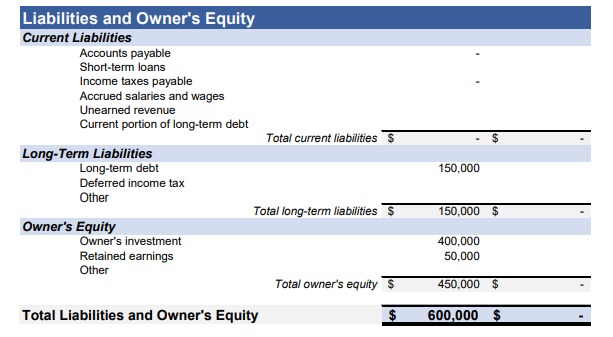 Liabilities and Owner's Equity
Current Liabilities
Accounts payable -
Short-term loans
Income taxes payable -
Accrued salaries and wages
Unearned revenue
Current portion of long-term debt
Total current liabilities $ - $ -
Long-Term Liabilities
Long-term debt 150,000
Deferred income tax
Other
Total long-term liabilities $ 150,000 $ -
Owner's Equity
Owner's investment 400,000
Retained earnings 50,000
Other
Total owner's equity $ 450,000 $ -
Total Liabilities and Owner's Equity $ 600,000 $ -